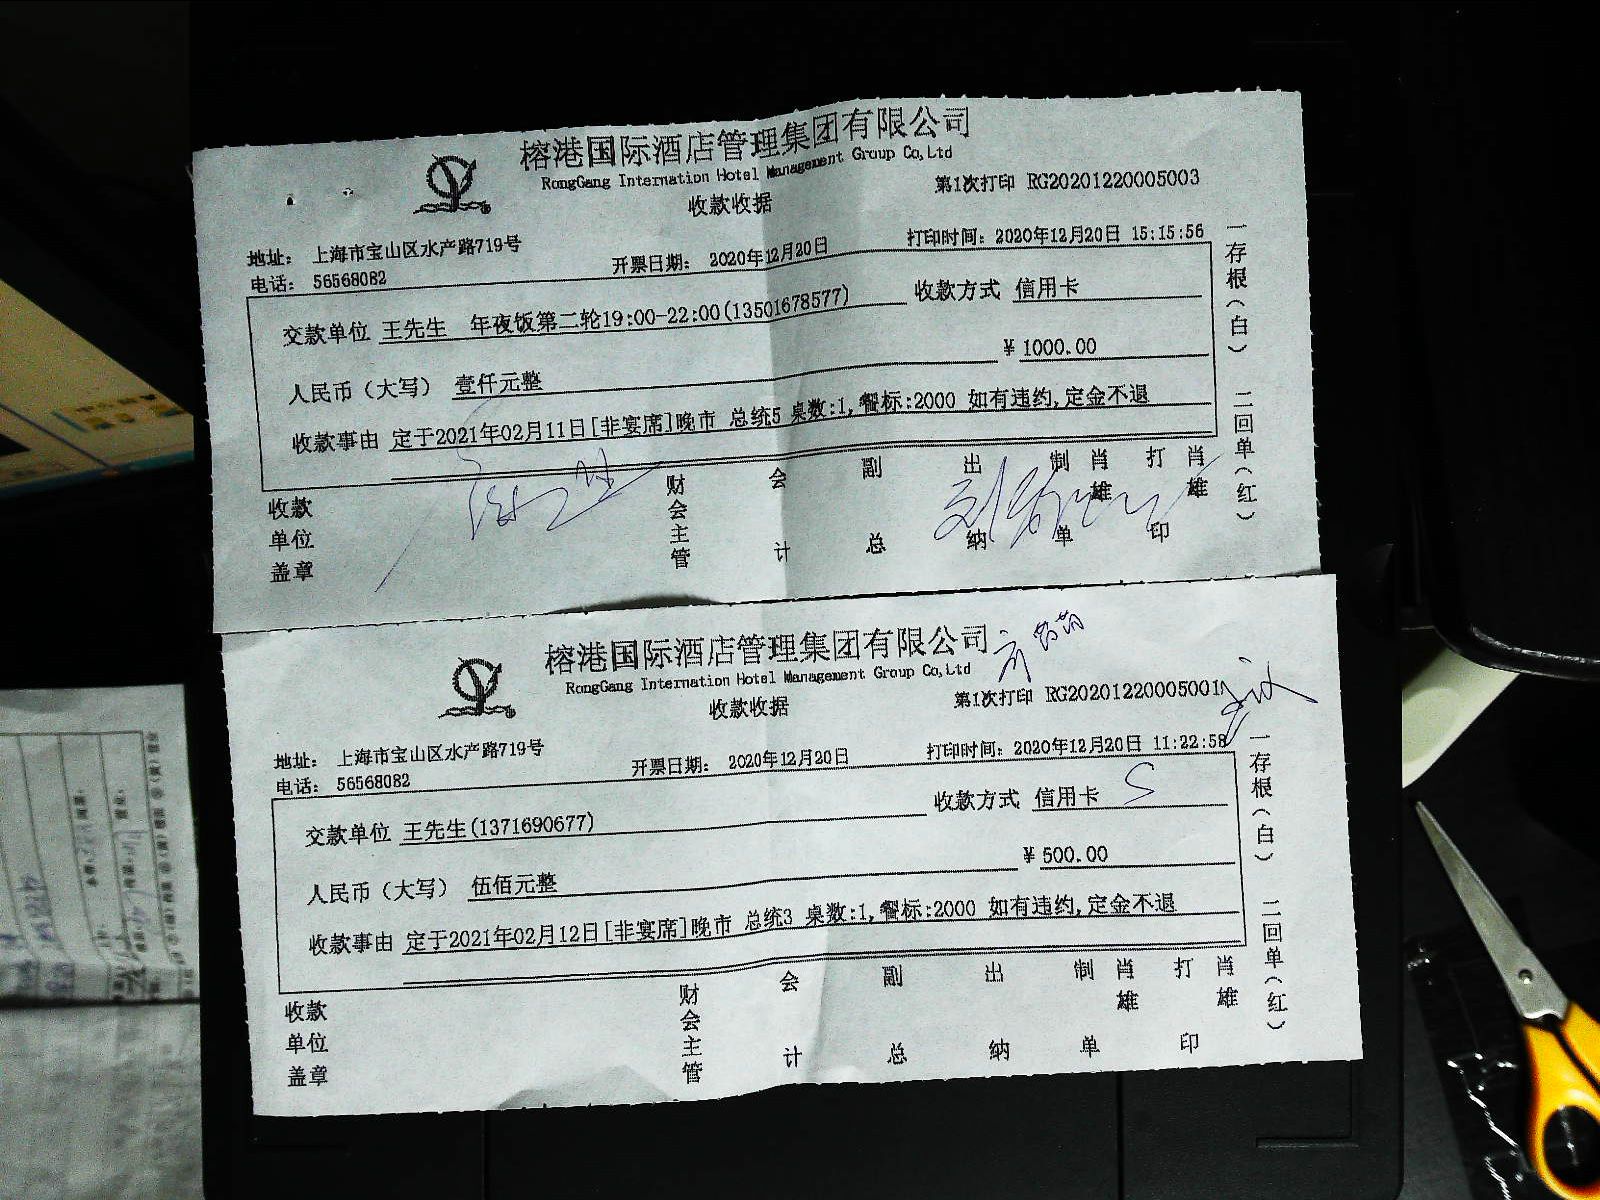 榕港国际酒店管理集团有限公司
RongGang Internation Hotel Management Group Co,Ltd
收款收据
第1次打印 RG20201220005003
地址： 上海市宝山区水产路719号
电话： 56568082
开票日期： 2020年12月20日
打印时间：2020年12月20日 15:15:56
交款单位 王先生 年夜饭第二轮19:00-22:00(13501678577)
收款方式 信用卡
人民币（大写） 壹仟元整
¥ 1000.00
收款事由 定于2021年02月11日[非宴席]晚市 总统5 桌数:1,餐标:2000 如有违约,定金不退
收款单位盖章
财会主管
会计
副总
出纳
制单 肖雄
打印 肖雄
一存根（白） 二回单（红）
榕港国际酒店管理集团有限公司
RongGang Internation Hotel Management Group Co,Ltd
收款收据
第1次打印 RG20201220005001
地址： 上海市宝山区水产路719号
电话： 56568082
开票日期： 2020年12月20日
打印时间：2020年12月20日 11:22:58
交款单位 王先生(1371690677)
收款方式 信用卡
人民币（大写） 伍佰元整
¥ 500.00
收款事由 定于2021年02月12日[非宴席]晚市 总统3 桌数:1,餐标:2000 如有违约,定金不退
收款单位盖章
财会主管
会计
副总
出纳
制单 肖雄
打印 肖雄
一存根（白） 二回单（红）